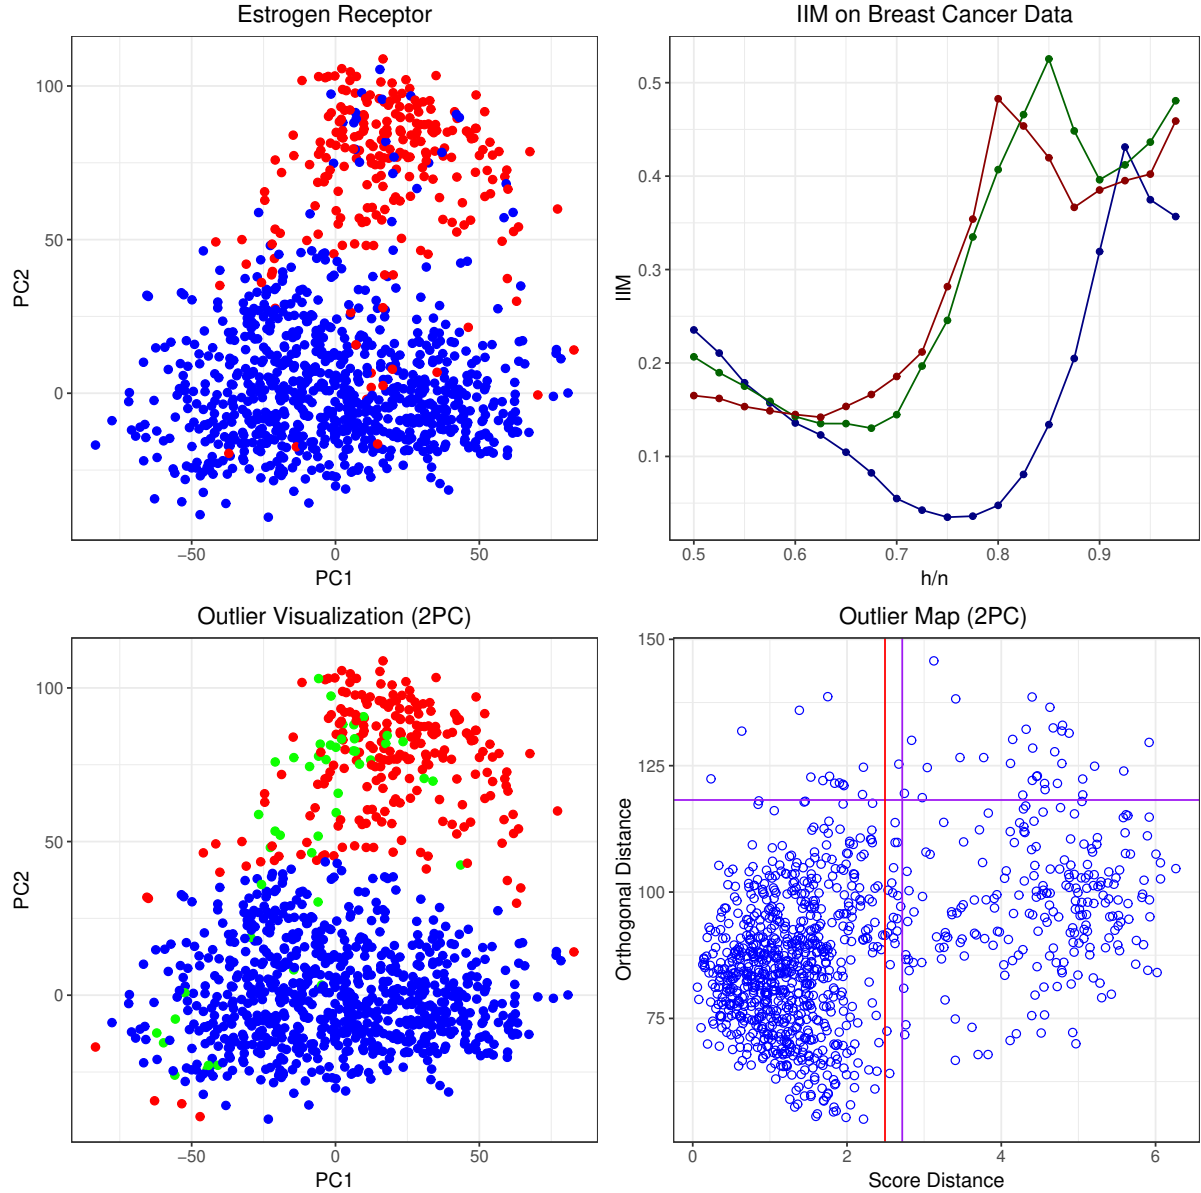 Estrogen Receptor
PC2
100
50
0
−50
0
50
PC1
IIM on Breast Cancer Data
IIM
0.5
0.4
0.3
0.2
0.1
0.5
0.6
0.7
0.8
0.9
h/n
Outlier Visualization (2PC)
PC2
100
50
0
−50
0
50
PC1
Outlier Map (2PC)
Orthogonal Distance
150
125
100
75
0
2
4
6
Score Distance